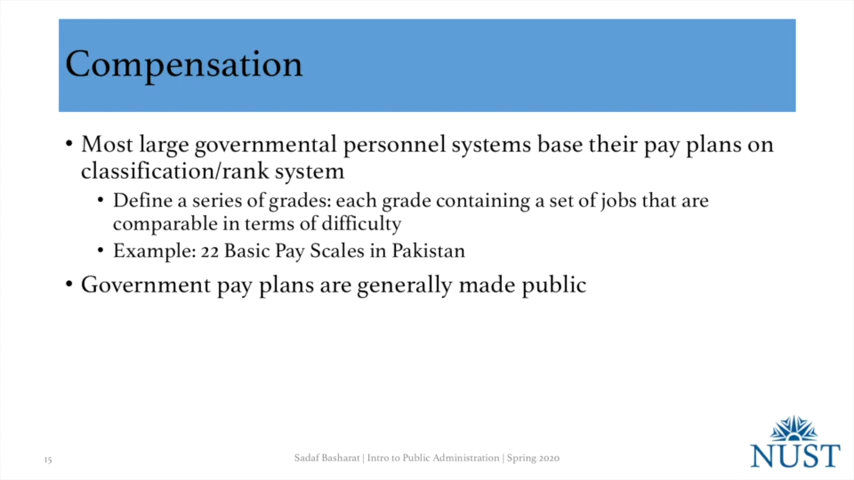 Compensation
• Most large governmental personnel systems base their pay plans on
classification/rank system
• Define a series of grades: each grade containing a set of jobs that are
comparable in terms of difficulty
• Example: 22 Basic Pay Scales in Pakistan
• Government pay plans are generally made public
15
Sadaf Basharat | Intro to Public Administration | Spring 2020
NUST